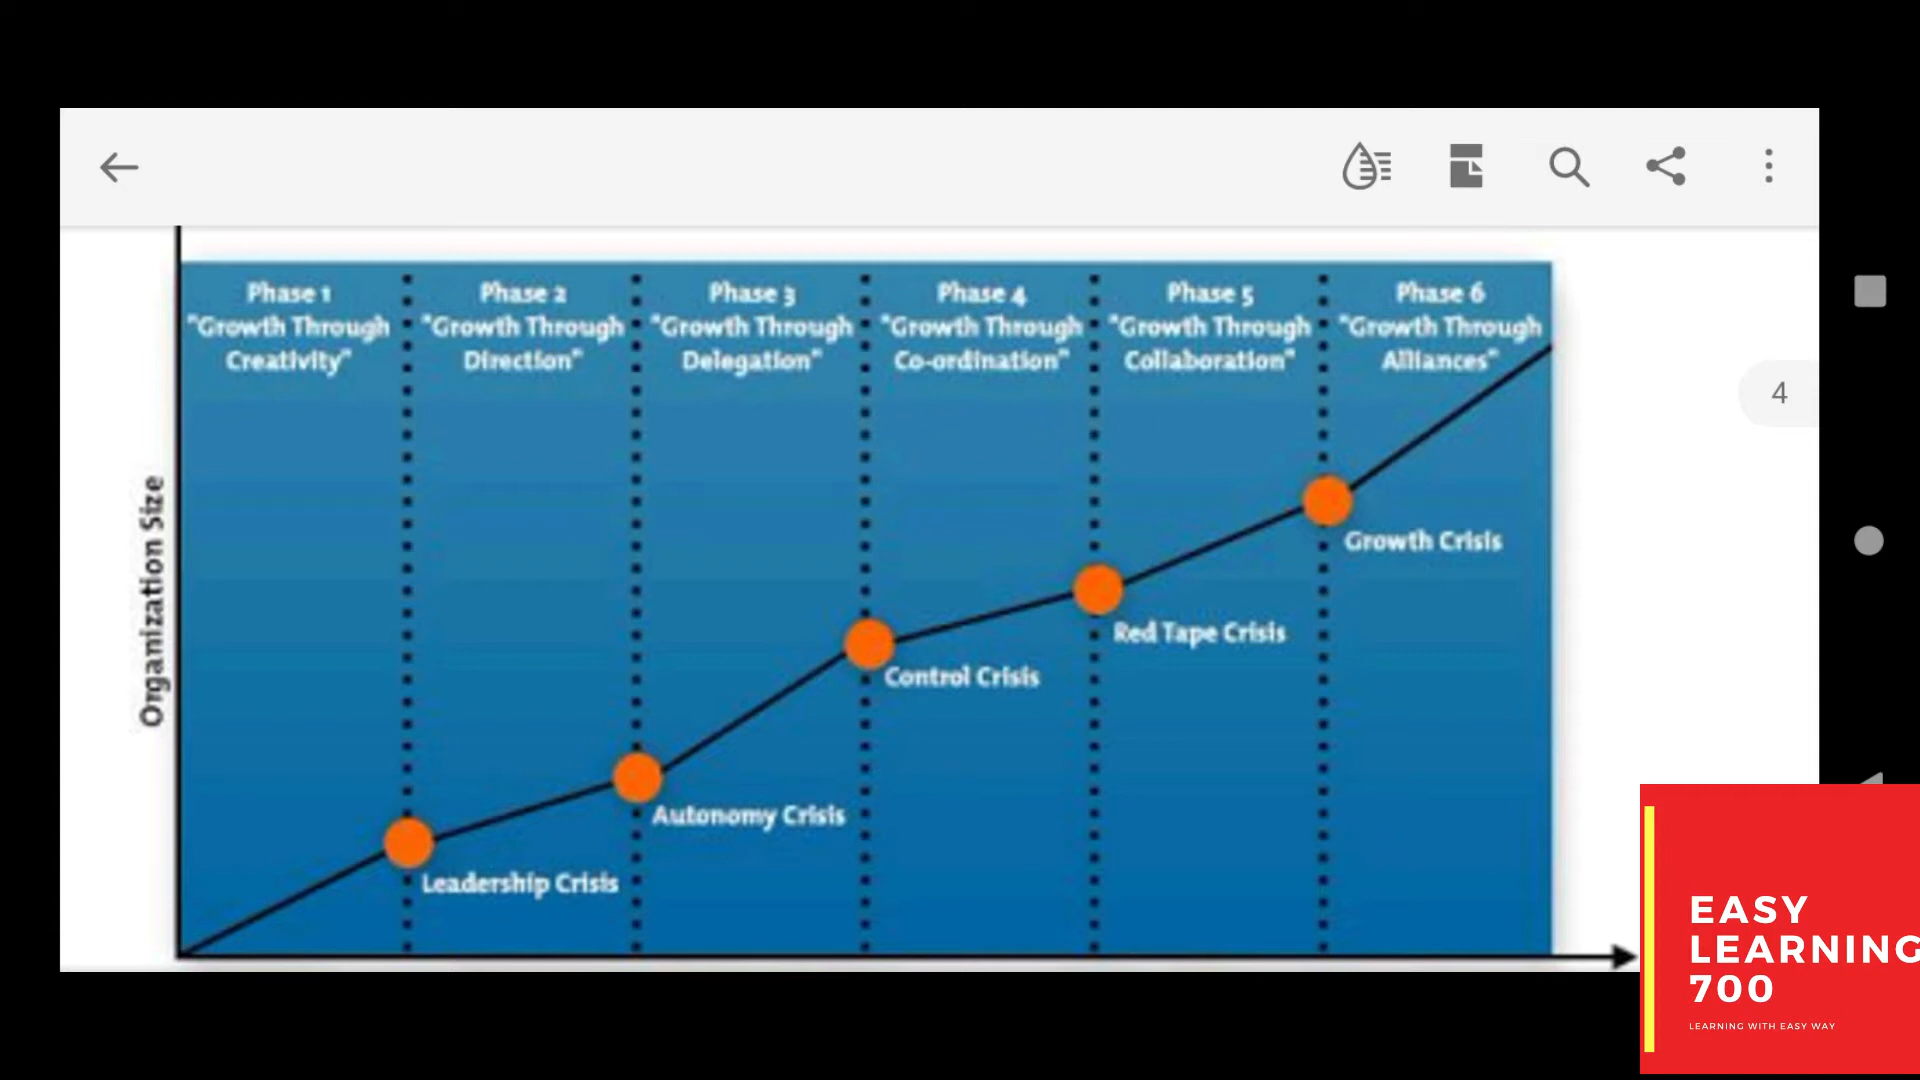 Phase 1
"Growth Through
Creativity"
Phase 2
"Growth Through
Direction"
Phase 3
"Growth Through
Delegation"
Phase 4
"Growth Through
Co-ordination"
Phase 5
"Growth Through
Collaboration"
Phase 6
"Growth Through
Alliances"
4
Organization Size
Growth Crisis
Red Tape Crisis
Control Crisis
Autonomy Crisis
Leadership Crisis
EASY
LEARNING
700
LEARNING WITH EASY WAY